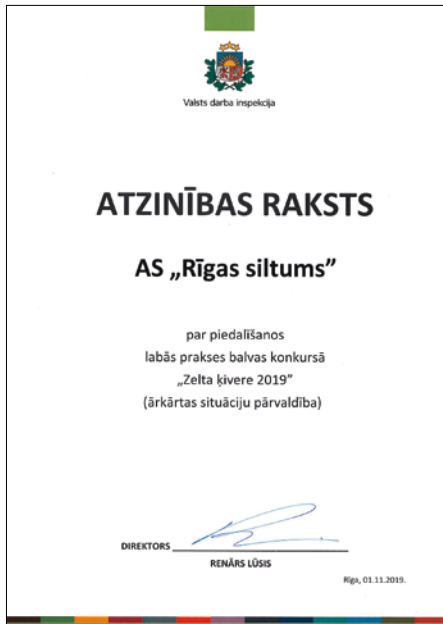 Valsts darba inspekcija
ATZINĪBAS RAKSTS
AS „Rīgas siltums”
par piedalīšanos
labās prakses balvas konkursā
„Zelta ķivere 2019”
(ārkārtas situāciju pārvaldība)
DIREKTORS
RENĀRS LŪSIS
Rīga, 01.11.2019.